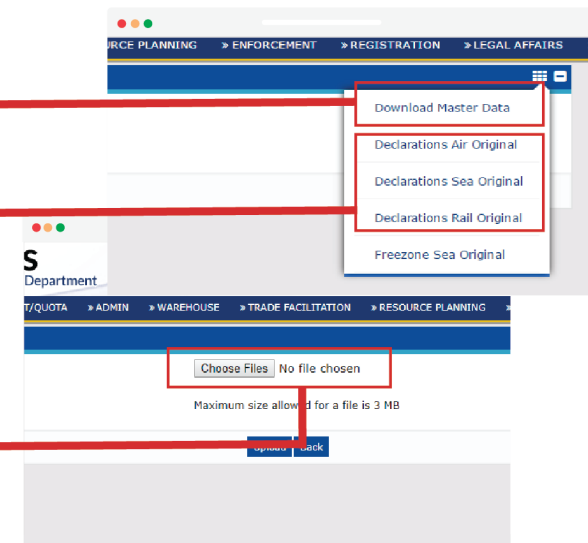 RCE PLANNING » ENFORCEMENT » REGISTRATION » LEGAL AFFAIRS
Download Master Data
Declarations Air Original
Declarations Sea Original
Declarations Rail Original
Freezone Sea Original
S
Department
T/QUOTA » ADMIN » WAREHOUSE » TRADE FACILITATION » RESOURCE PLANNING »
Choose Files No file chosen
Maximum size allowed for a file is 3 MB
Upload Back